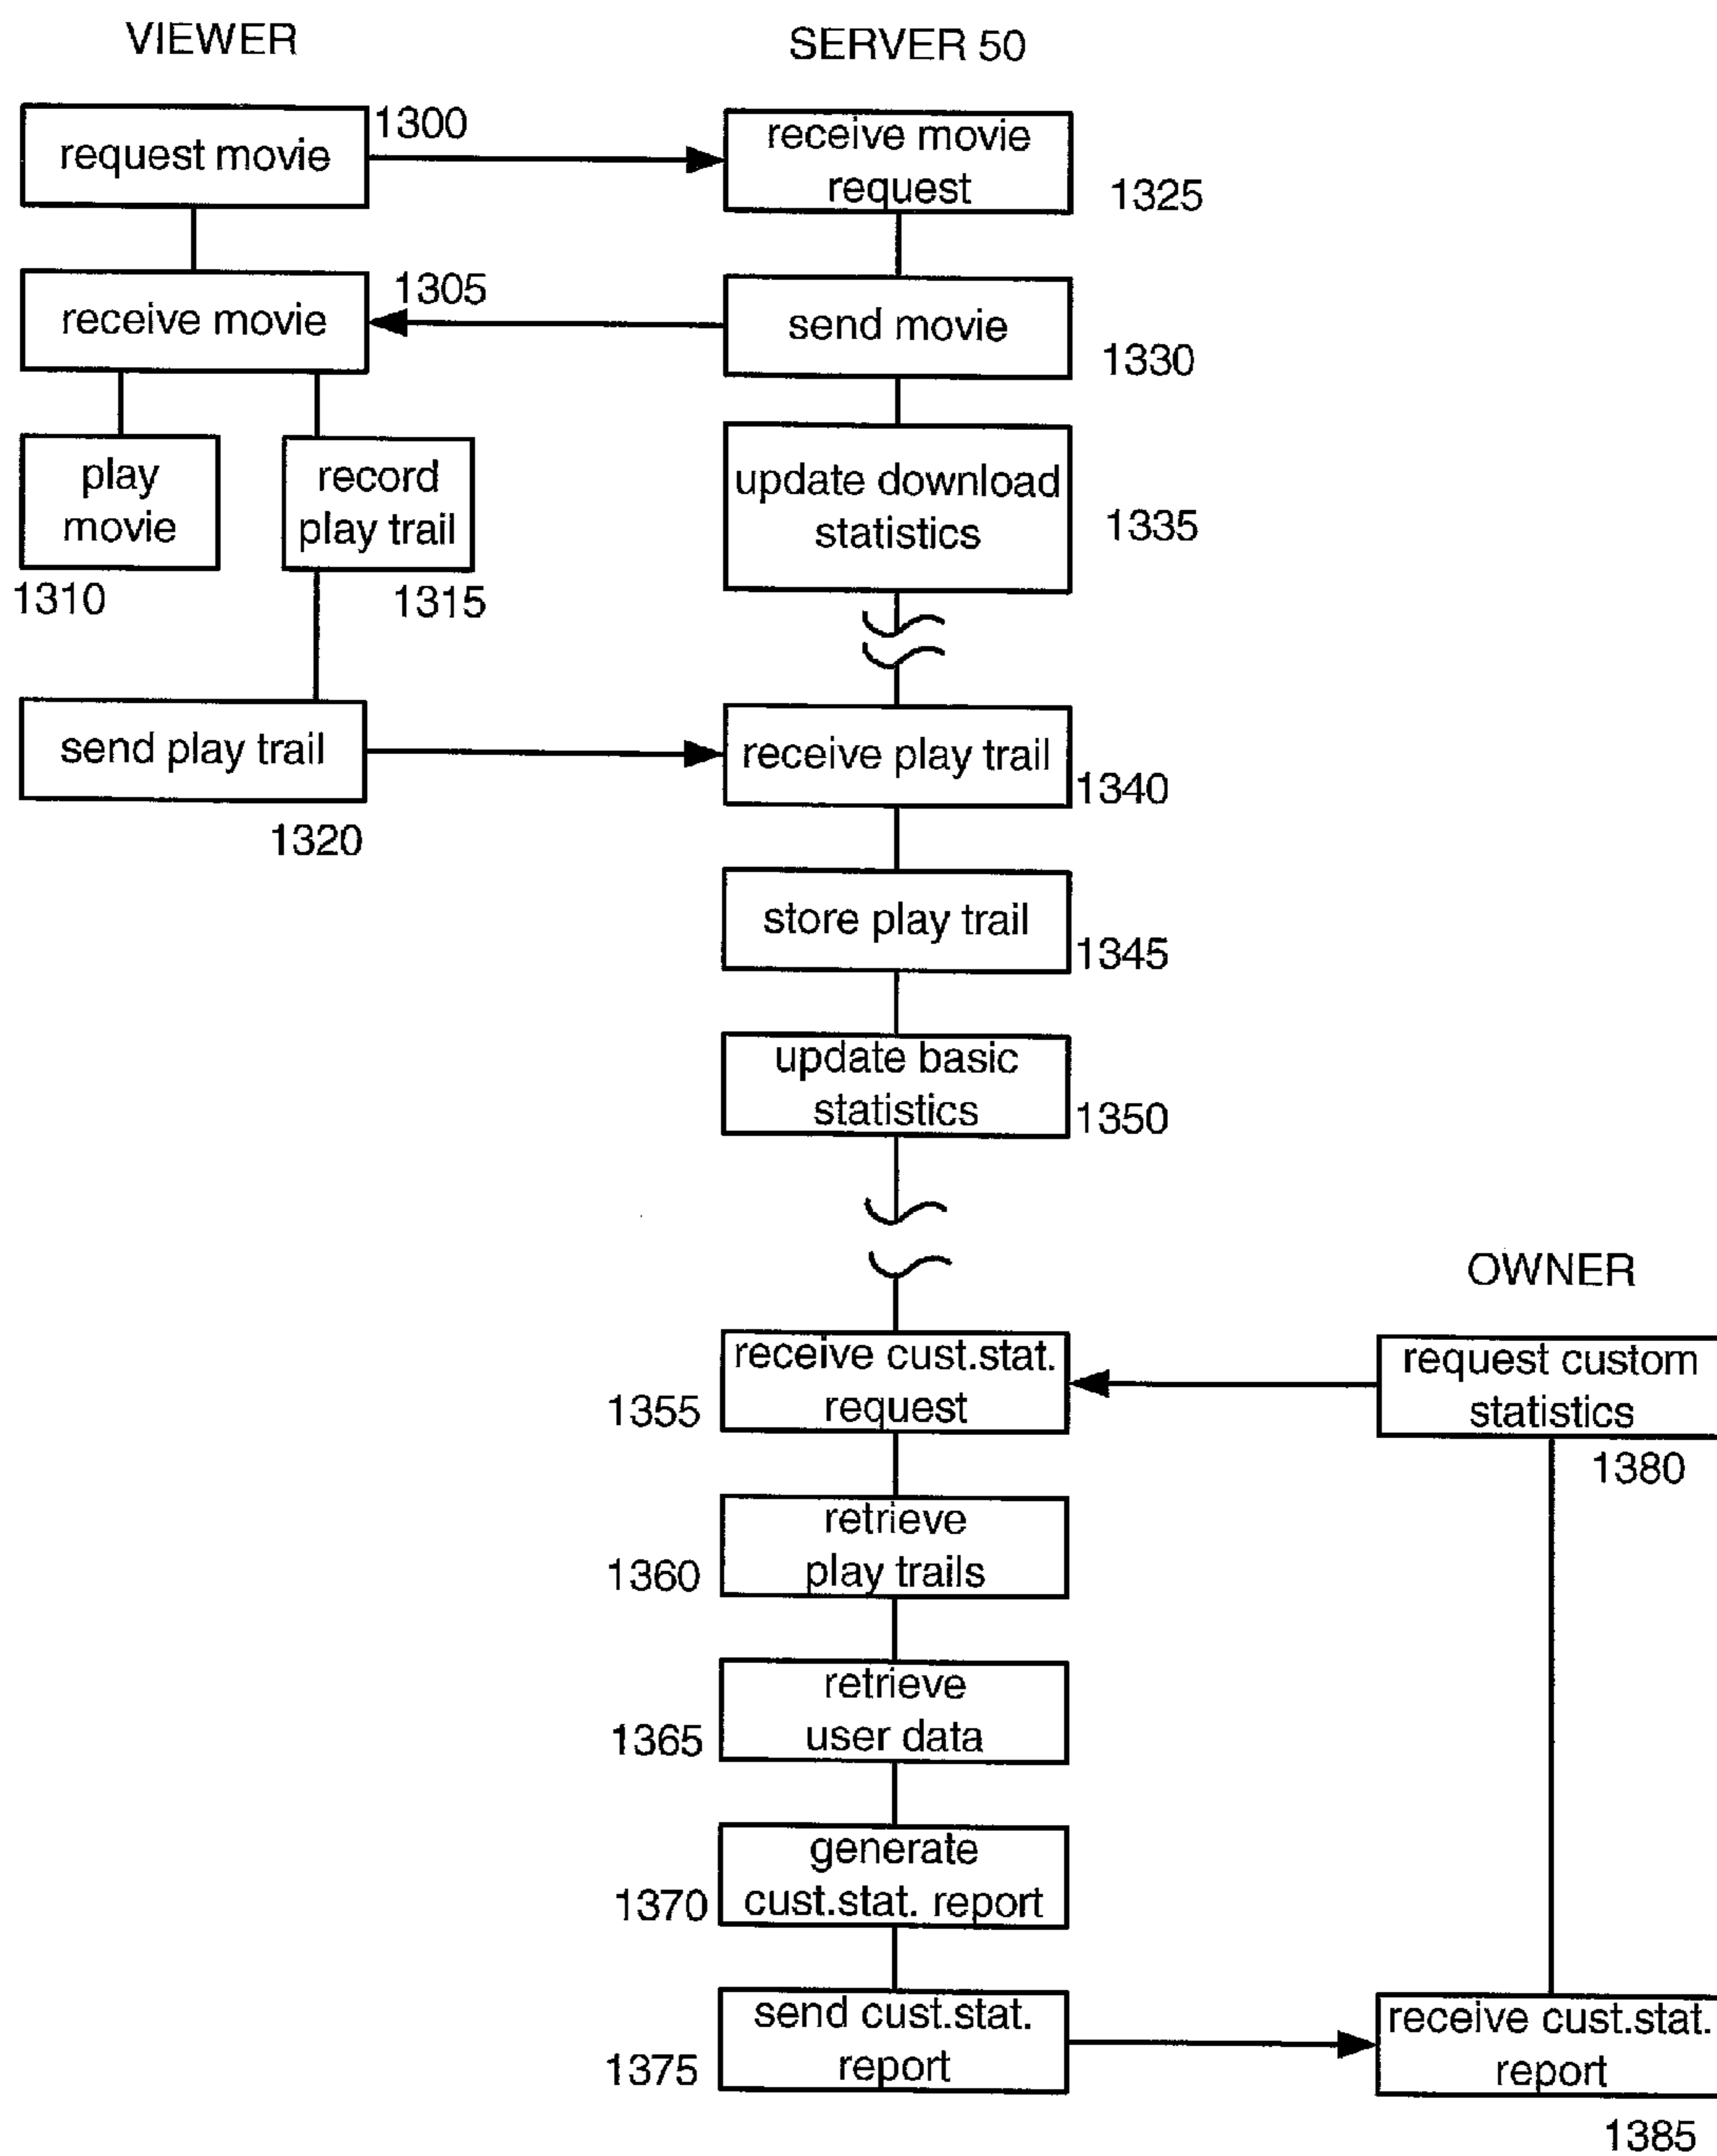 VIEWER
SERVER 50
request movie
1300
receive movie
request
1325
receive movie
1305
send movie
1330
play
movie
1310
record
play trail
1315
update download
statistics
1335
send play trail
1320
receive play trail
1340
store play trail
1345
update basic
statistics
1350
OWNER
receive cust.stat.
request
1355
request custom
statistics
1380
retrieve
play trails
1360
retrieve
user data
1365
generate
cust.stat. report
1370
send cust.stat.
report
1375
receive cust.stat.
report
1385